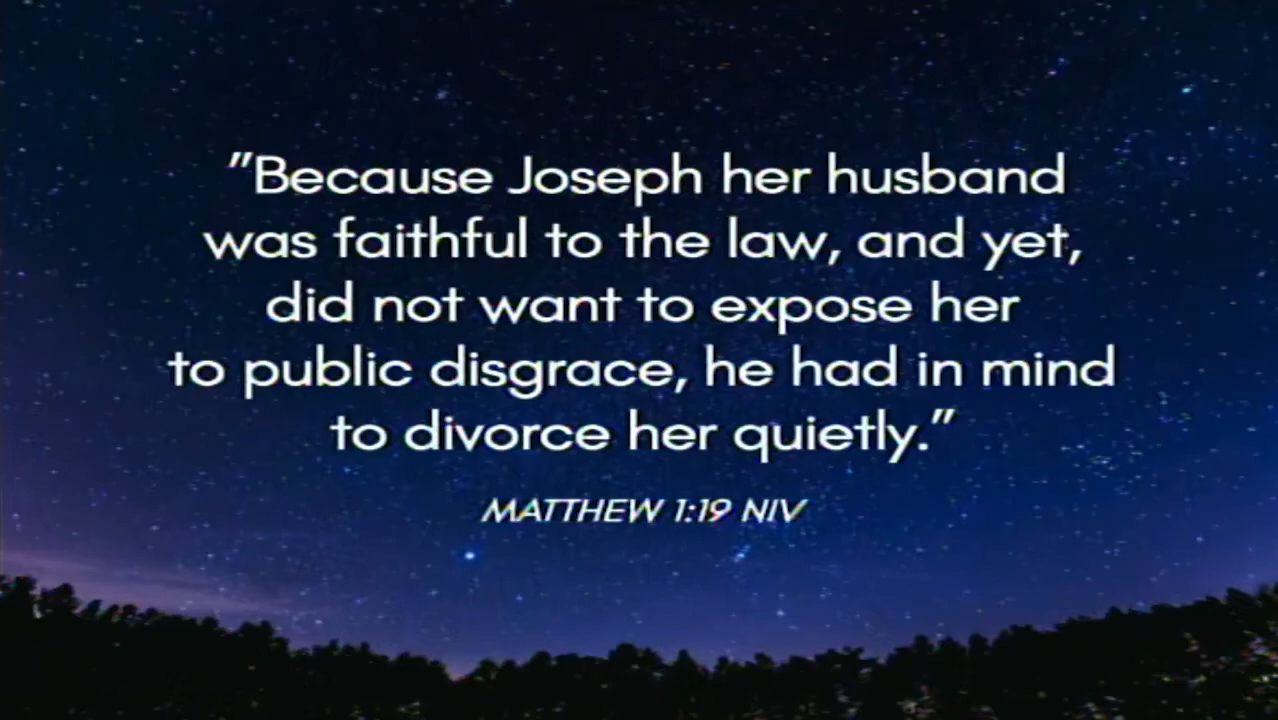 "Because Joseph her husband
was faithful to the law, and yet,
did not want to expose her
to public disgrace, he had in mind
to divorce her quietly."
MATTHEW 1:19 NIV